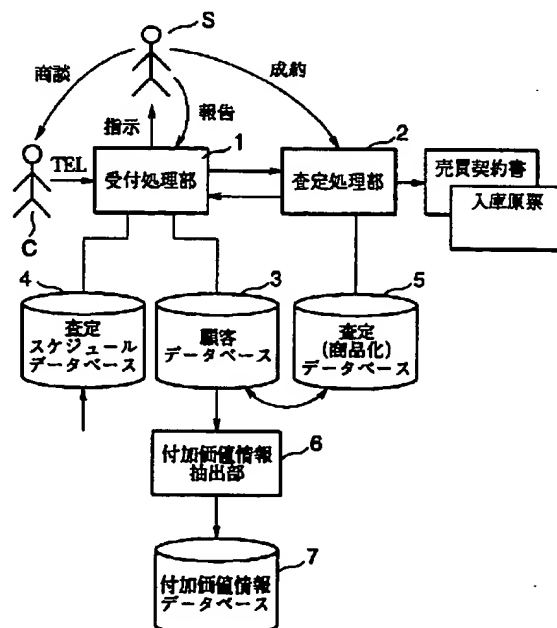 S
商談
成約
指示
報告
1
2
TEL
受付処理部
査定処理部
売買契約書
入庫原票
C
4
3
5
査定
スケジュール
データベース
顧客
データベース
査定
(商品化)
データベース
付加価値情報
抽出部
6
付加価値情報
データベース
7